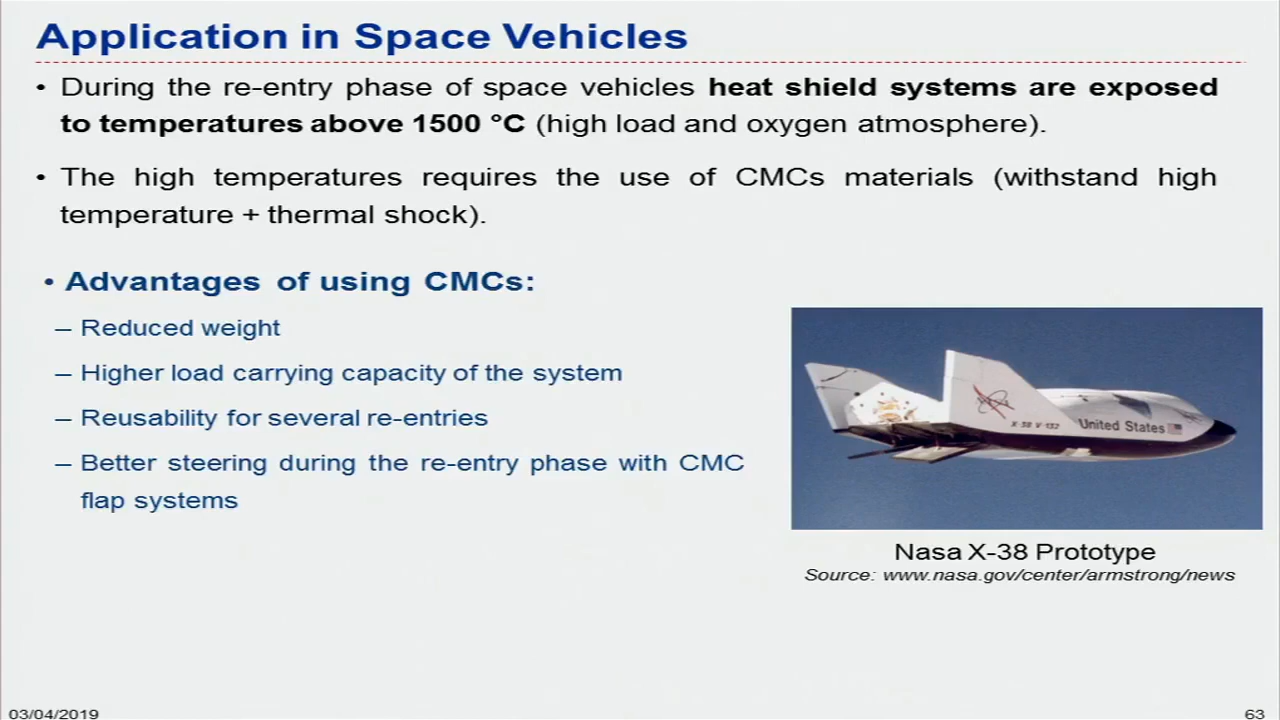 Application in Space Vehicles
• During the re-entry phase of space vehicles heat shield systems are exposed
to temperatures above 1500 °C (high load and oxygen atmosphere).
• The high temperatures requires the use of CMCs materials (withstand high
temperature + thermal shock).
• Advantages of using CMCs:
– Reduced weight
– Higher load carrying capacity of the system
– Reusability for several re-entries
– Better steering during the re-entry phase with CMC
flap systems
X-38 V-132
United States
Nasa X-38 Prototype
Source: www.nasa.gov/center/armstrong/news
03/04/2019
63